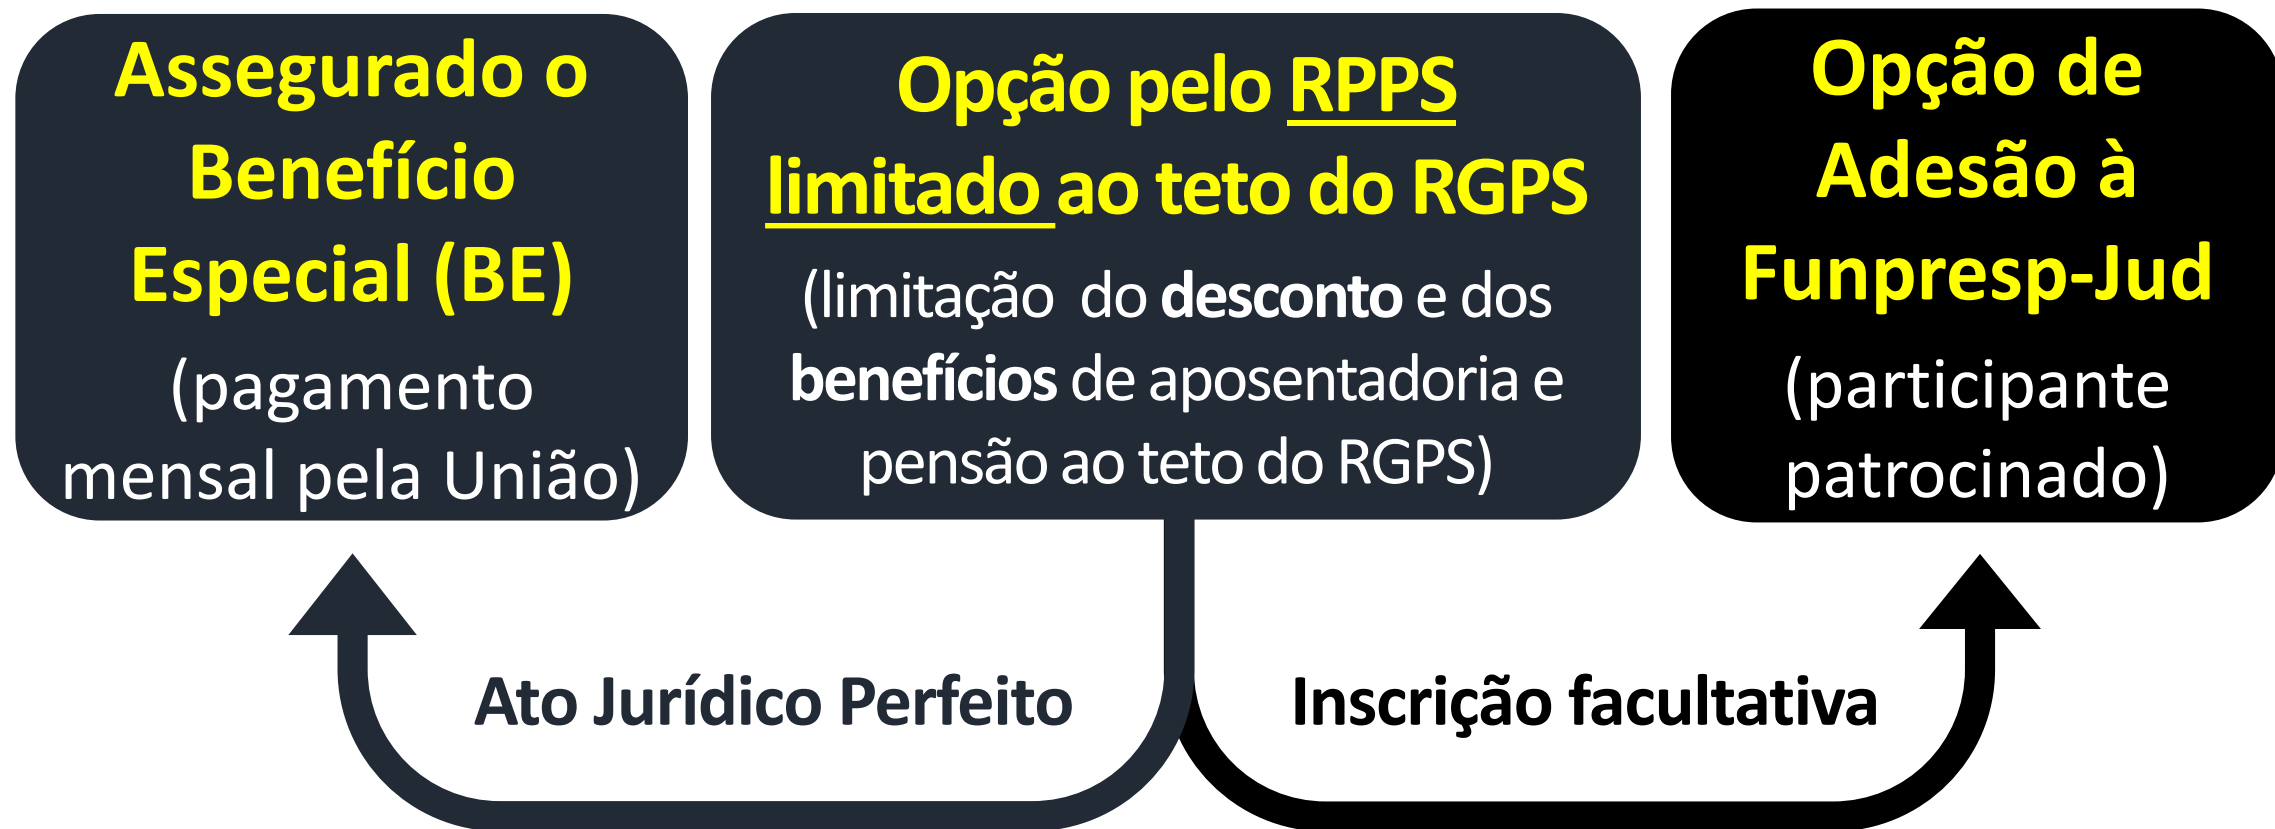 Assegurado o
Benefício
Especial (BE)
(pagamento
mensal pela União)
Opção pelo RPPS
limitado ao teto do RGPS
(limitação do desconto e dos
benefícios de aposentadoria e
pensão ao teto do RGPS)
Opção de
Adesão à
Funpresp-Jud
(participante
patrocinado)
Ato Jurídico Perfeito
Inscrição facultativa